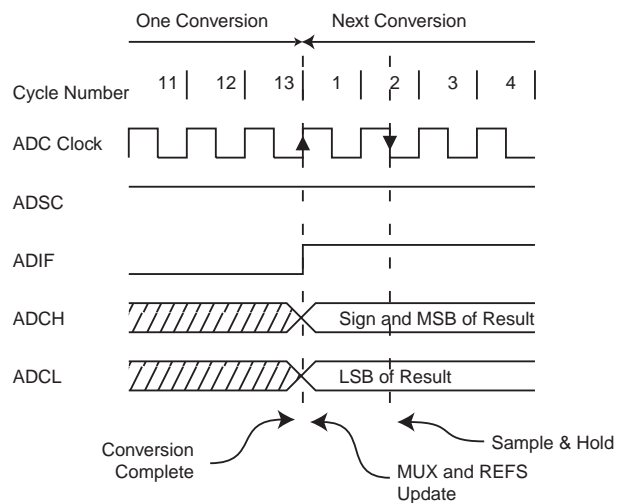 One Conversion Next Conversion
Cycle Number 11 12 13 1 2 3 4
ADC Clock
ADSC
ADIF
ADCH Sign and MSB of Result
ADCL LSB of Result
Conversion
Complete
MUX and REFS
Update
Sample & Hold